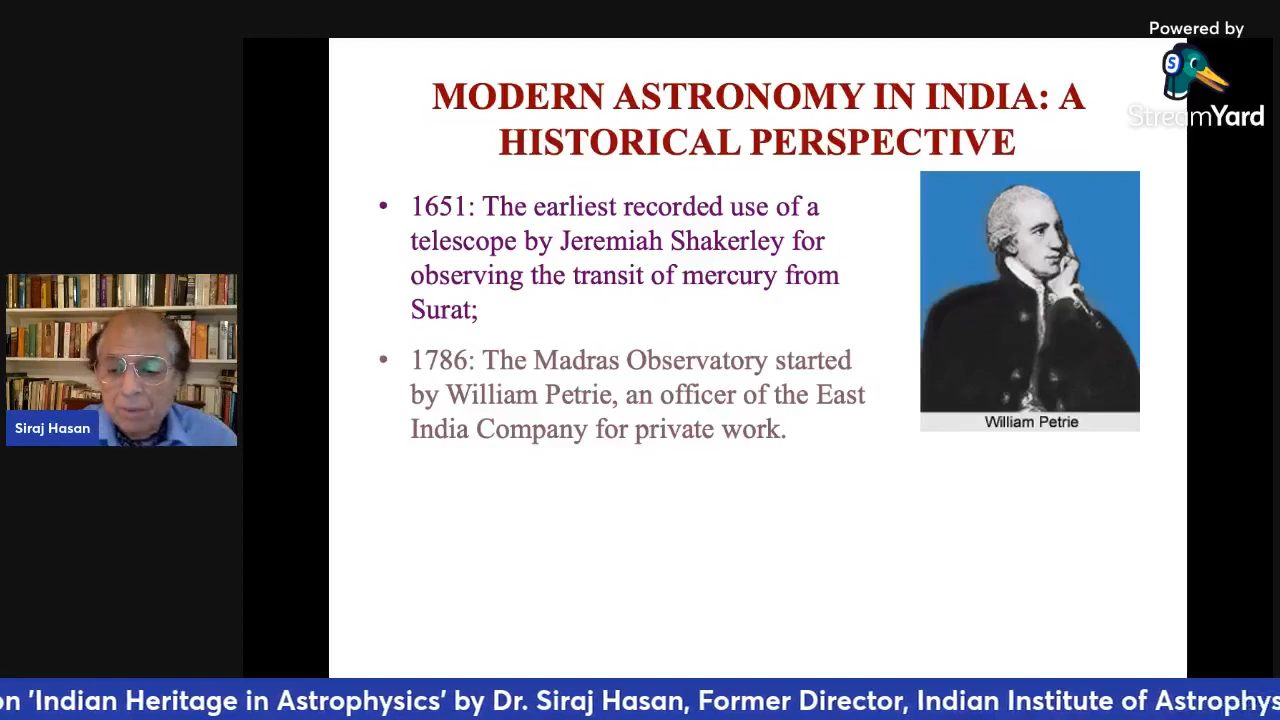 Powered by
StreamYard
MODERN ASTRONOMY IN INDIA: A
HISTORICAL PERSPECTIVE
• 1651: The earliest recorded use of a
telescope by Jeremiah Shakerley for
observing the transit of mercury from
Surat;
• 1786: The Madras Observatory started
by William Petrie, an officer of the East
India Company for private work.
William Petrie
Siraj Hasan
on 'Indian Heritage in Astrophysics' by Dr. Siraj Hasan, Former Director, Indian Institute of Astrophys